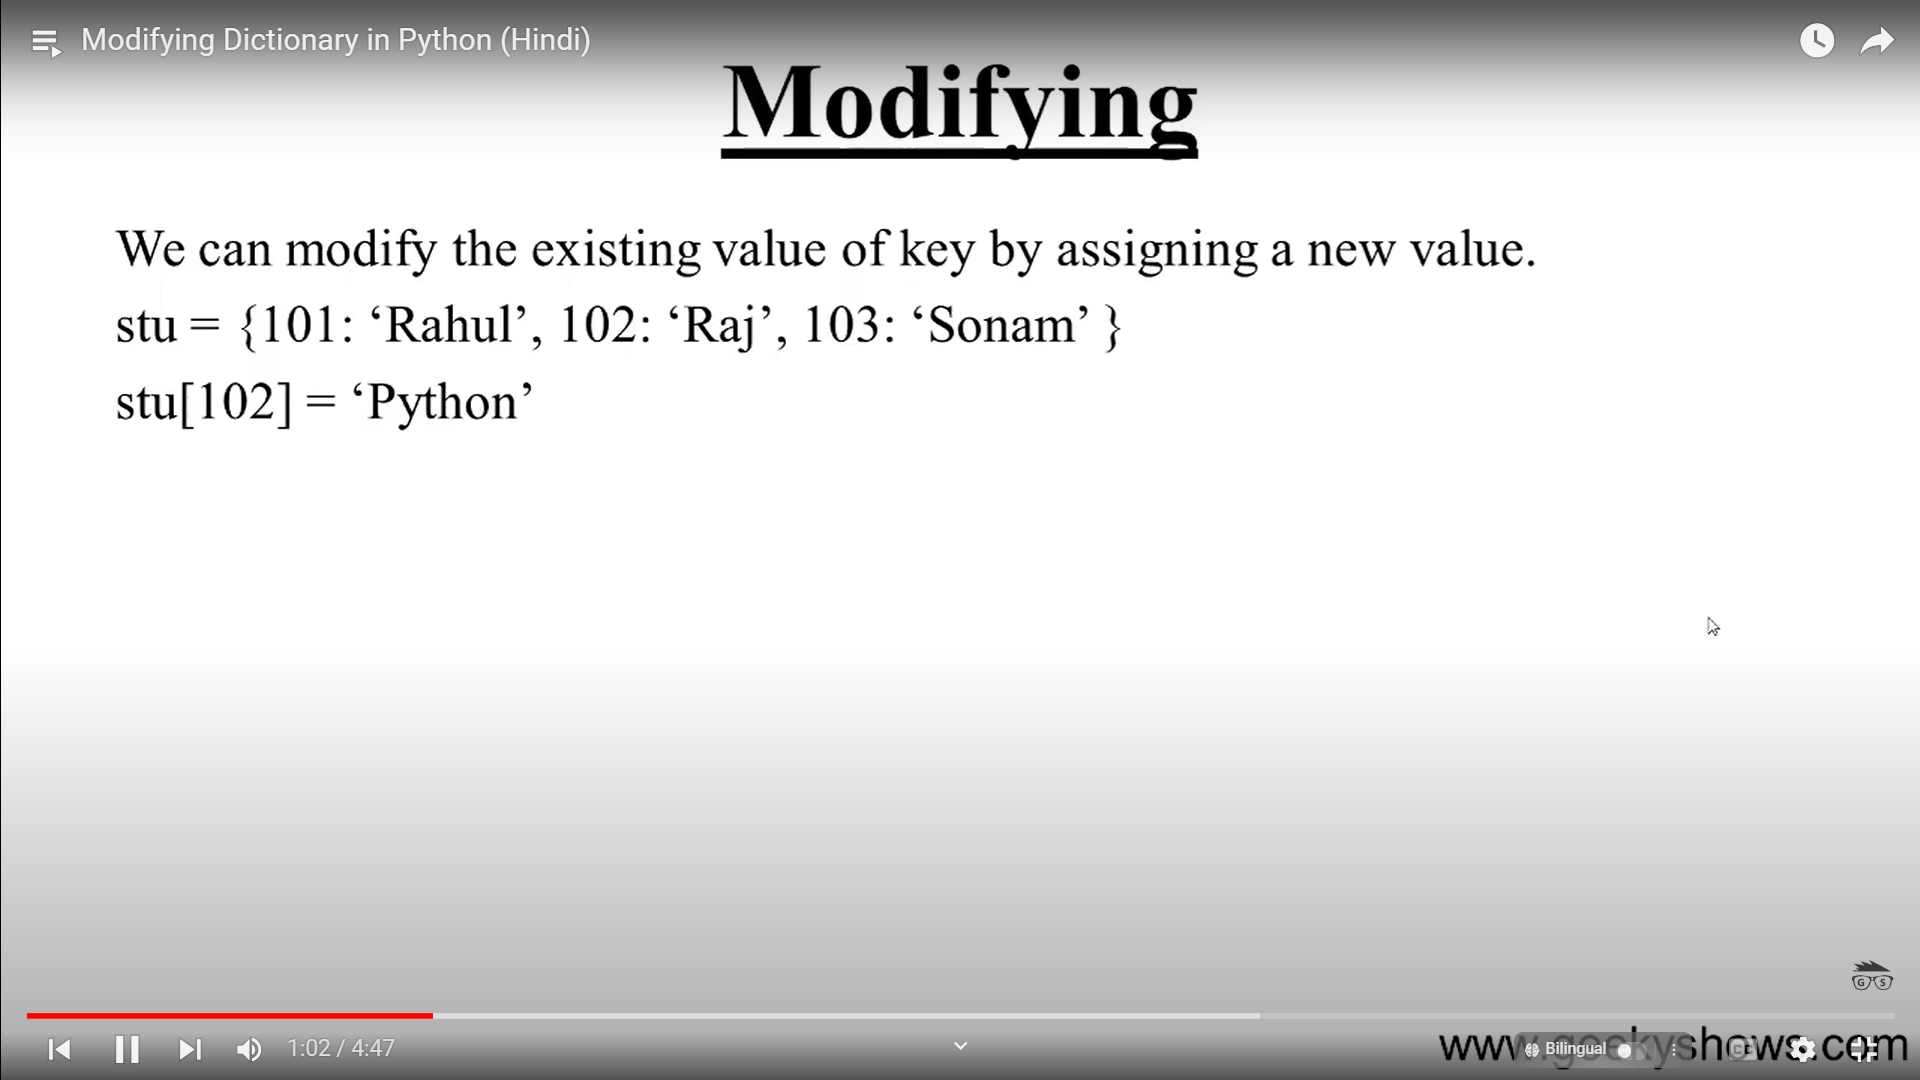 Modifying Dictionary in Python (Hindi)
Modifying
We can modify the existing value of key by assigning a new value.
stu = {101: ‘Rahul’, 102: ‘Raj’, 103: ‘Sonam’ }
stu[102] = ‘Python’
G S
1:02 / 4:47
www.geekyshows.com
Bilingual
CC